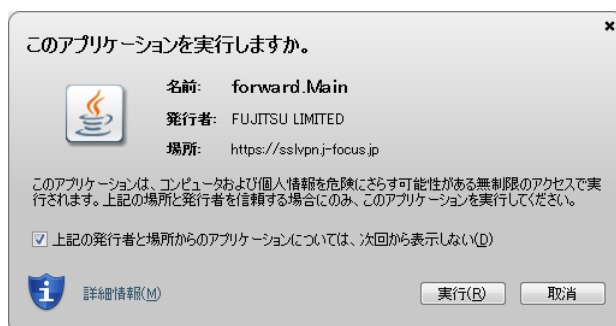 このアプリケーションを実行しますか。
名前: forward.Main
発行者: FUJITSU LIMITED
場所: https://sslvpn.j-focus.jp
このアプリケーションは、コンピュータおよび個人情報を危険にさらす可能性がある無制限のアクセスで実
行されます。上記の場所と発行者を信頼する場合にのみ、このアプリケーションを実行してください。
上記の発行者と場所からのアプリケーションについては、次回から表示しない(D)
詳細情報(M)
実行(R)
取消